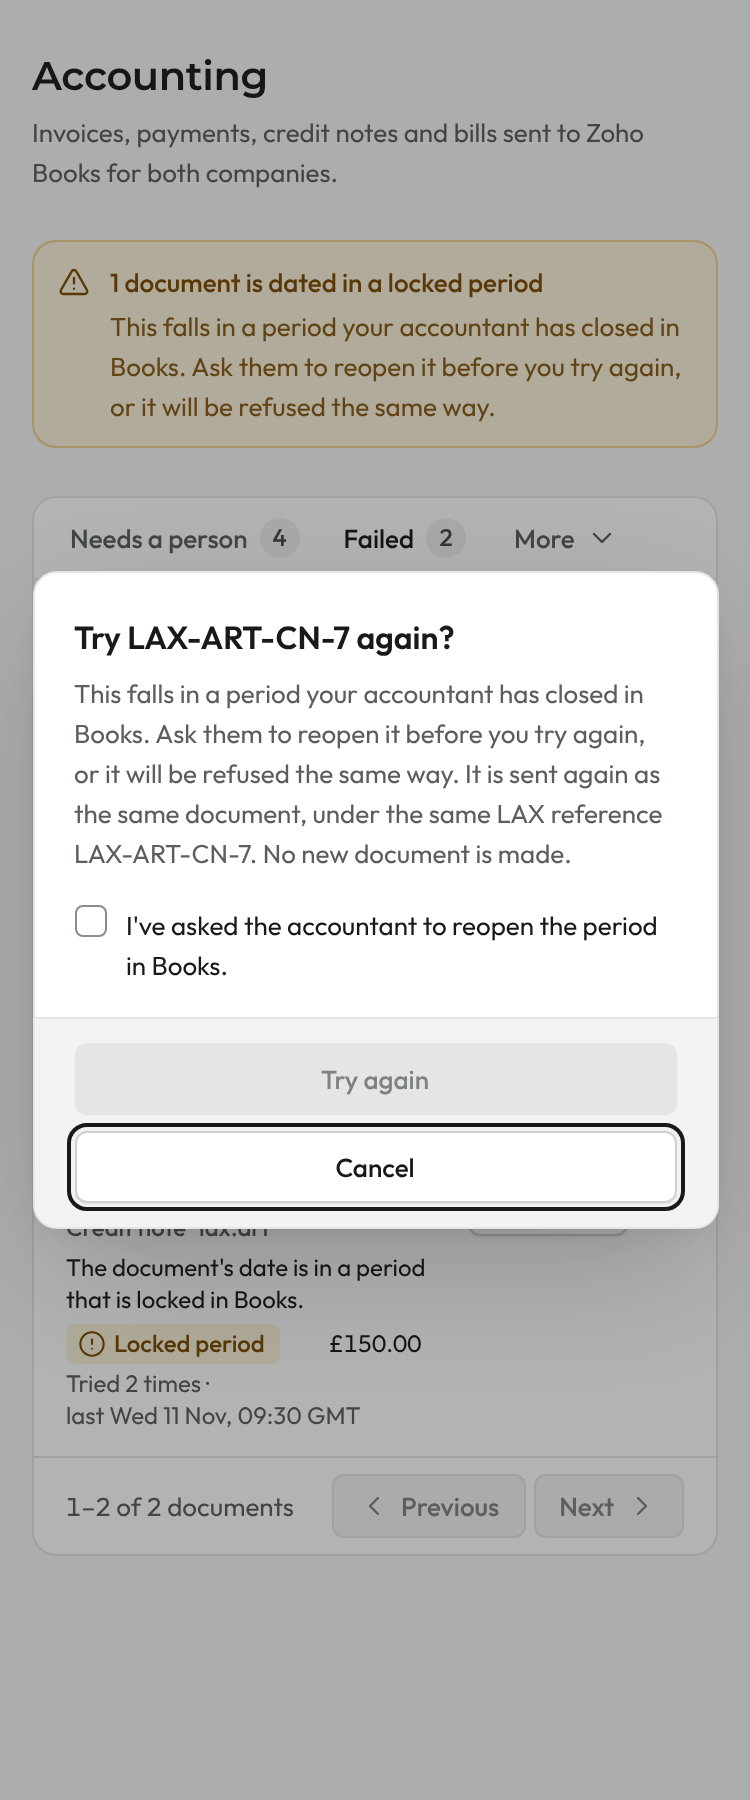 Accounting
Invoices, payments, credit notes and bills sent to Zoho
Books for both companies.
1 document is dated in a locked period
This falls in a period your accountant has closed in
Books. Ask them to reopen it before you try again,
or it will be refused the same way.
Needs a person 4 Failed 2 More
Try LAX-ART-CN-7 again?
This falls in a period your accountant has closed in
Books. Ask them to reopen it before you try again,
or it will be refused the same way. It is sent again as
the same document, under the same LAX reference
LAX-ART-CN-7. No new document is made.
I've asked the accountant to reopen the period
in Books.
Try again
Cancel
Credit note lax.art
The document's date is in a period
that is locked in Books.
Locked period £150.00
Tried 2 times ·
last Wed 11 Nov, 09:30 GMT
1–2 of 2 documents Previous Next